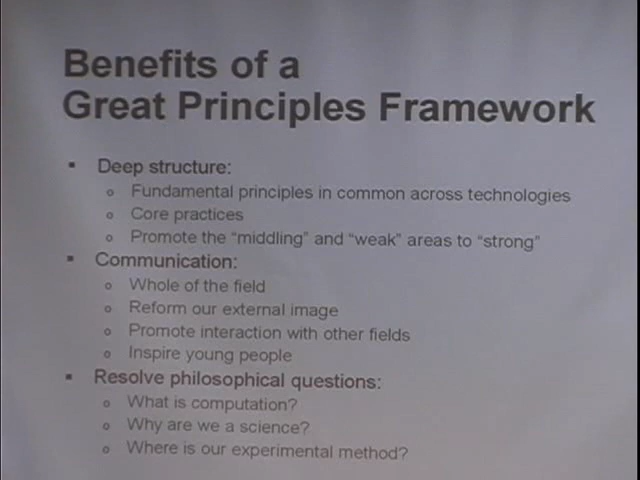 Benefits of a
Great Principles Framework
▪ Deep structure:
o Fundamental principles in common across technologies
o Core practices
o Promote the “middling” and “weak” areas to “strong”
▪ Communication:
o Whole of the field
o Reform our external image
o Promote interaction with other fields
o Inspire young people
▪ Resolve philosophical questions:
o What is computation?
o Why are we a science?
o Where is our experimental method?